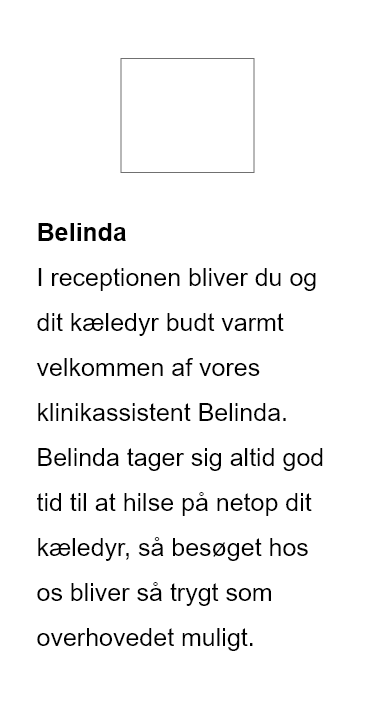 Belinda
I receptionen bliver du og
dit kæledyr budt varmt
velkommen af vores
klinikassistent Belinda.
Belinda tager sig altid god
tid til at hilse på netop dit
kæledyr, så besøget hos
os bliver så trygt som
overhovedet muligt.